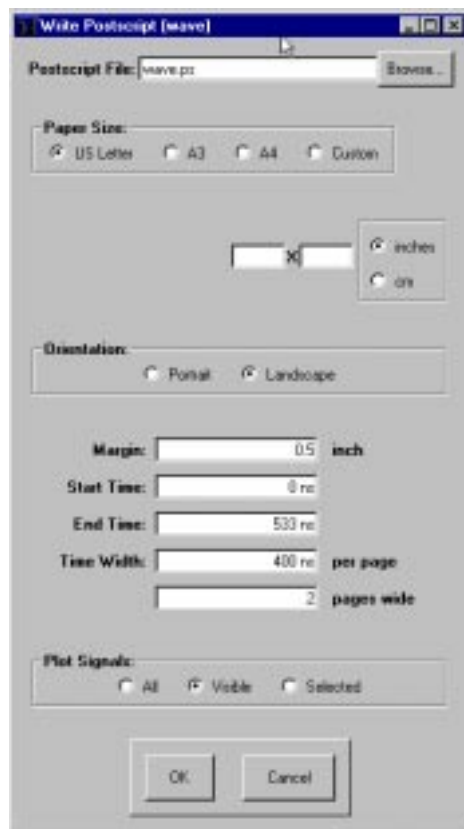 Write Postscript (wave)
Postscript File: wave.ps Browse...
Paper Size:
US Letter A3 A4 Custom
X
inches
cm
Orientation:
Portrait Landscape
Margin: 0.5 inch
Start Time: 0 ns
End Time: 533 ns
Time Width: 400 ns per page
2 pages wide
Plot Signals:
All Visible Selected
OK Cancel